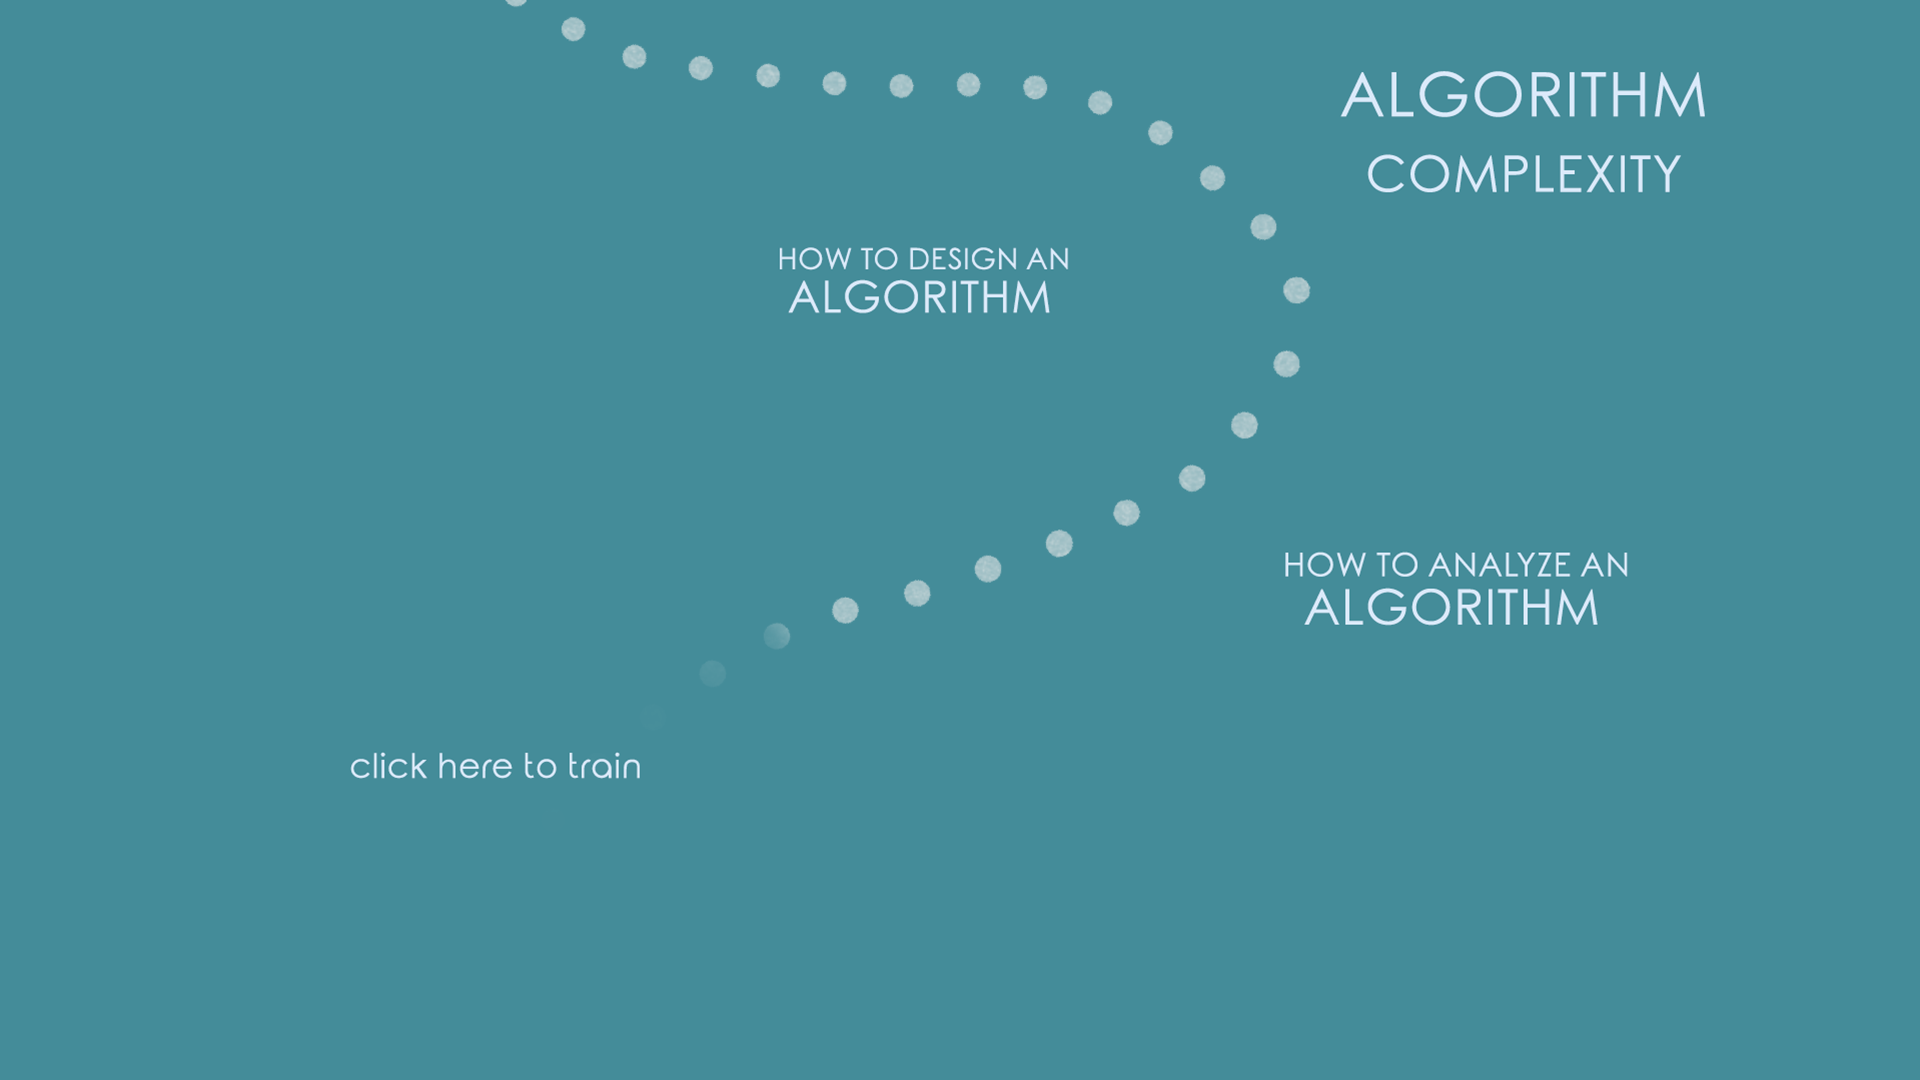 ALGORITHM
COMPLEXITY
HOW TO DESIGN AN
ALGORITHM
HOW TO ANALYZE AN
ALGORITHM
click here to train